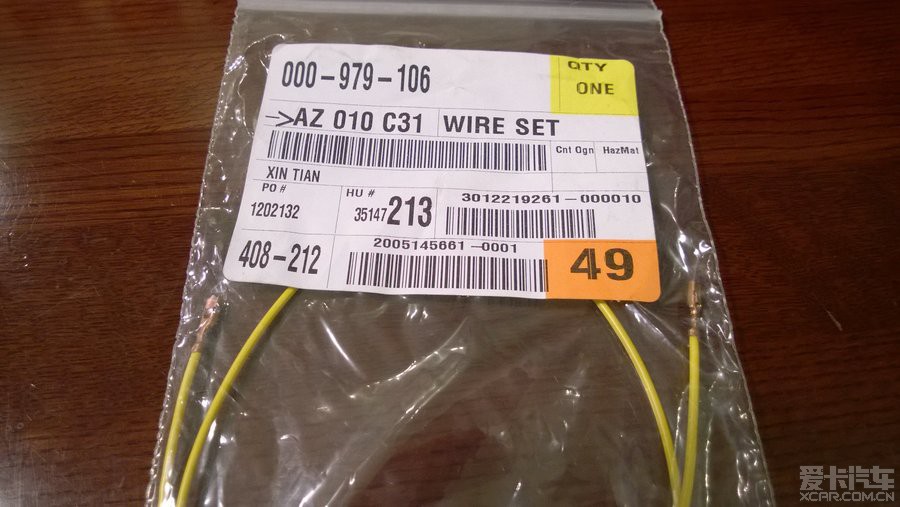 000-979-106
QTY
ONE
->AZ 010 C31 WIRE SET
Cnt Ogn HazMat
XIN TIAN
PO #
1202132
HU #
35147213
3012219261-000010
408-212
2005145661-0001
49
爱卡汽车
XCAR.COM.CN